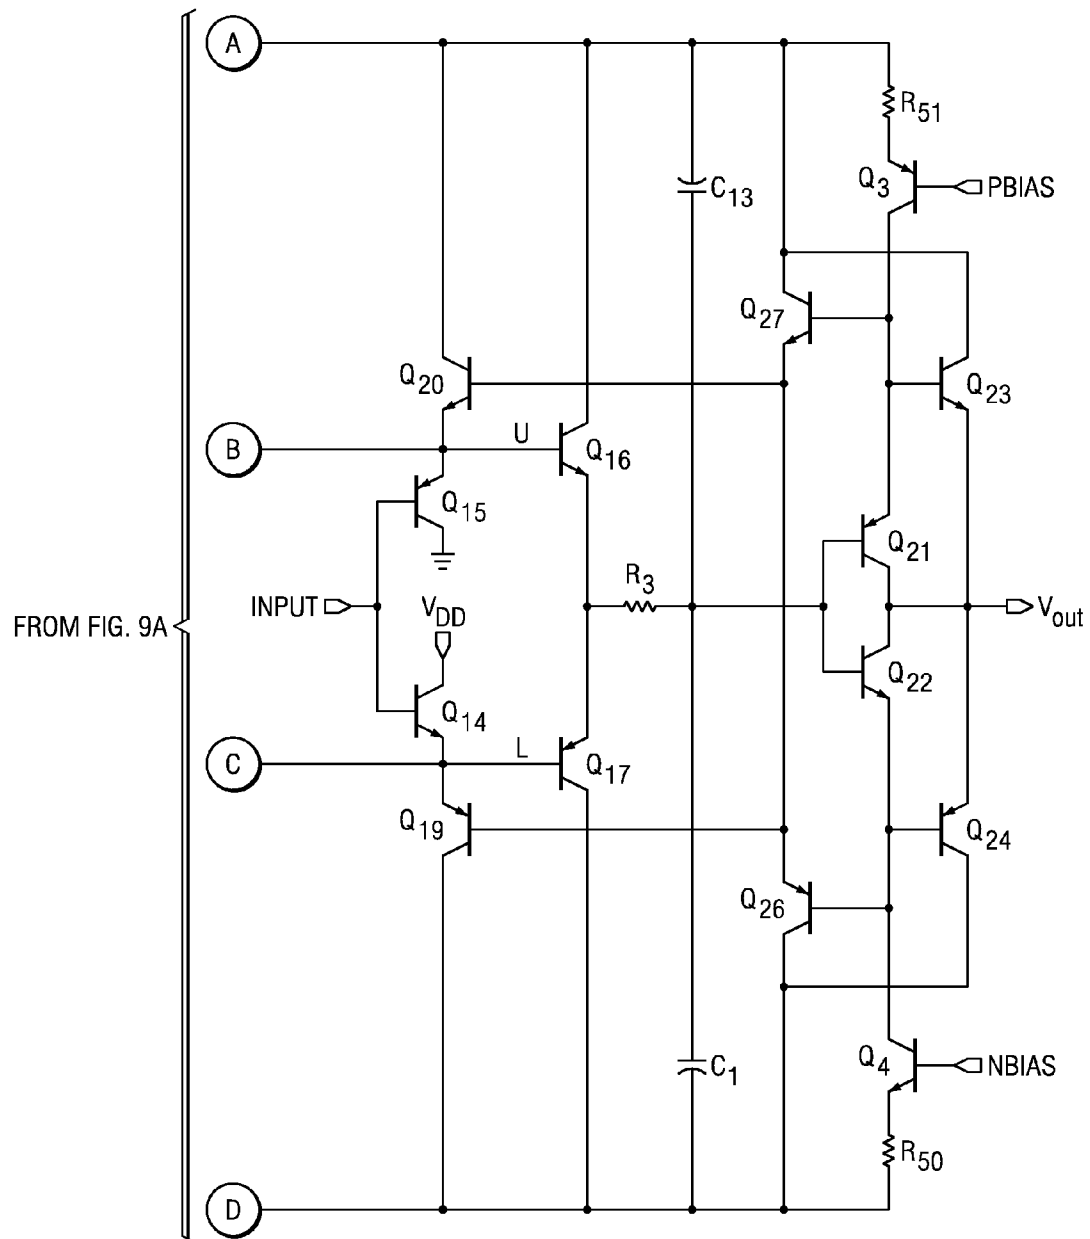 A
R51
Q3
PBIAS
C13
Q27
Q20
Q23
B
U
Q16
Q15
Q21
R3
INPUT
VDD
Vout
FROM FIG. 9A
Q22
Q14
C
L
Q17
Q19
Q24
Q26
Q4
NBIAS
C1
R50
D